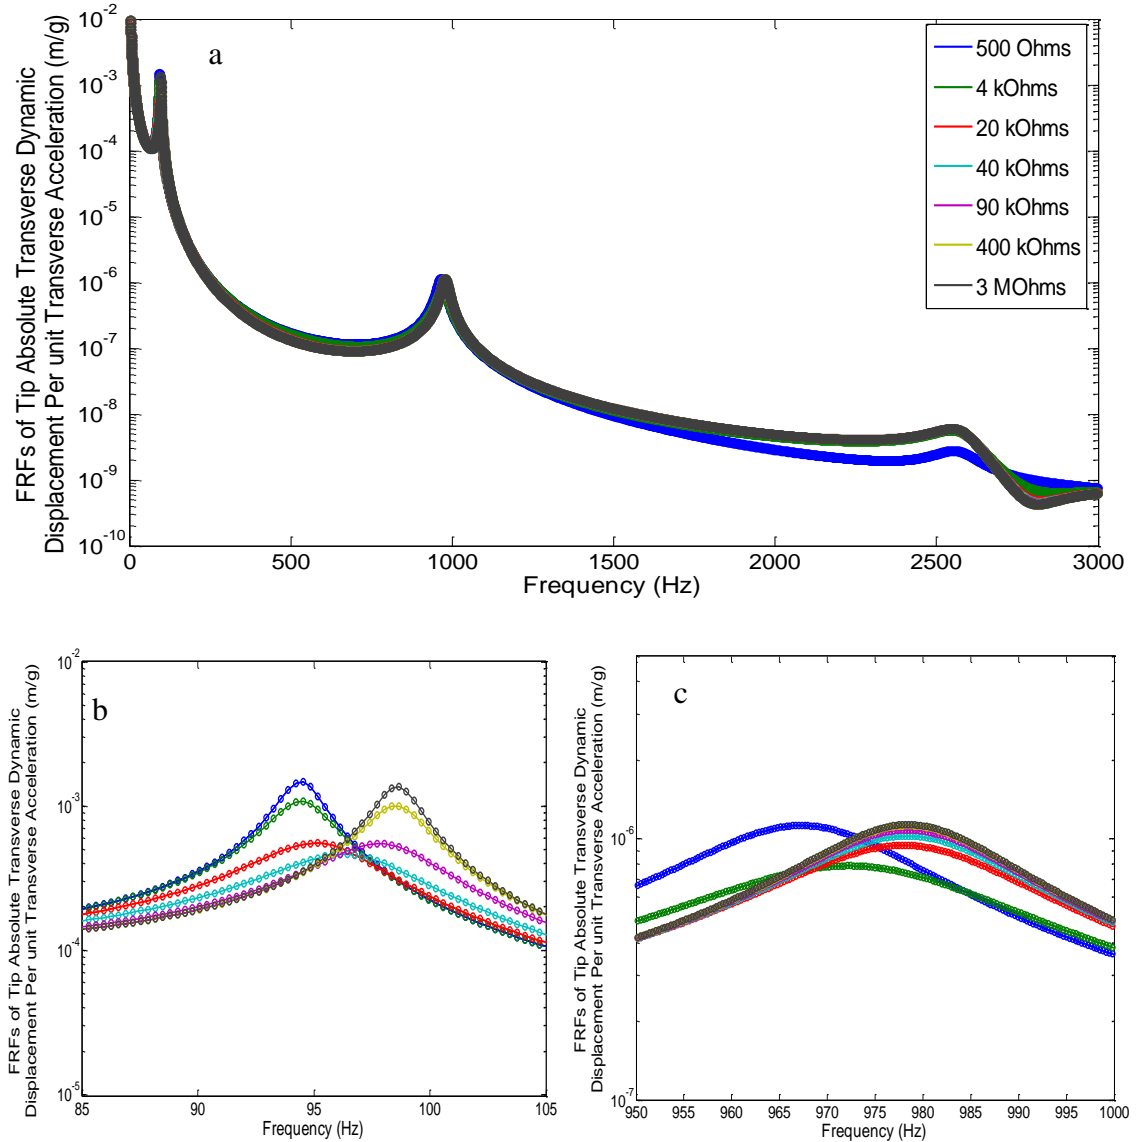 FRFs of Tip Absolute Transverse Dynamic
Displacement Per unit Transverse Acceleration (m/g)
10^-2
10^-3
10^-4
10^-5
10^-6
10^-7
10^-8
10^-9
10^-10
a
500 Ohms
4 kOhms
20 kOhms
40 kOhms
90 kOhms
400 kOhms
3 MOhms
0 500 1000 1500 2000 2500 3000
Frequency (Hz)
FRFs of Tip Absolute Transverse Dynamic
Displacement Per unit Transverse Acceleration (m/g)
10^-2
10^-3
10^-4
10^-5
b
85 90 95 100 105
Frequency (Hz)
FRFs of Tip Absolute Transverse Dynamic
Displacement Per unit Transverse Acceleration (m/g)
10^-6
10^-7
c
950 955 960 965 970 975 980 985 990 995 1000
Frequency (Hz)